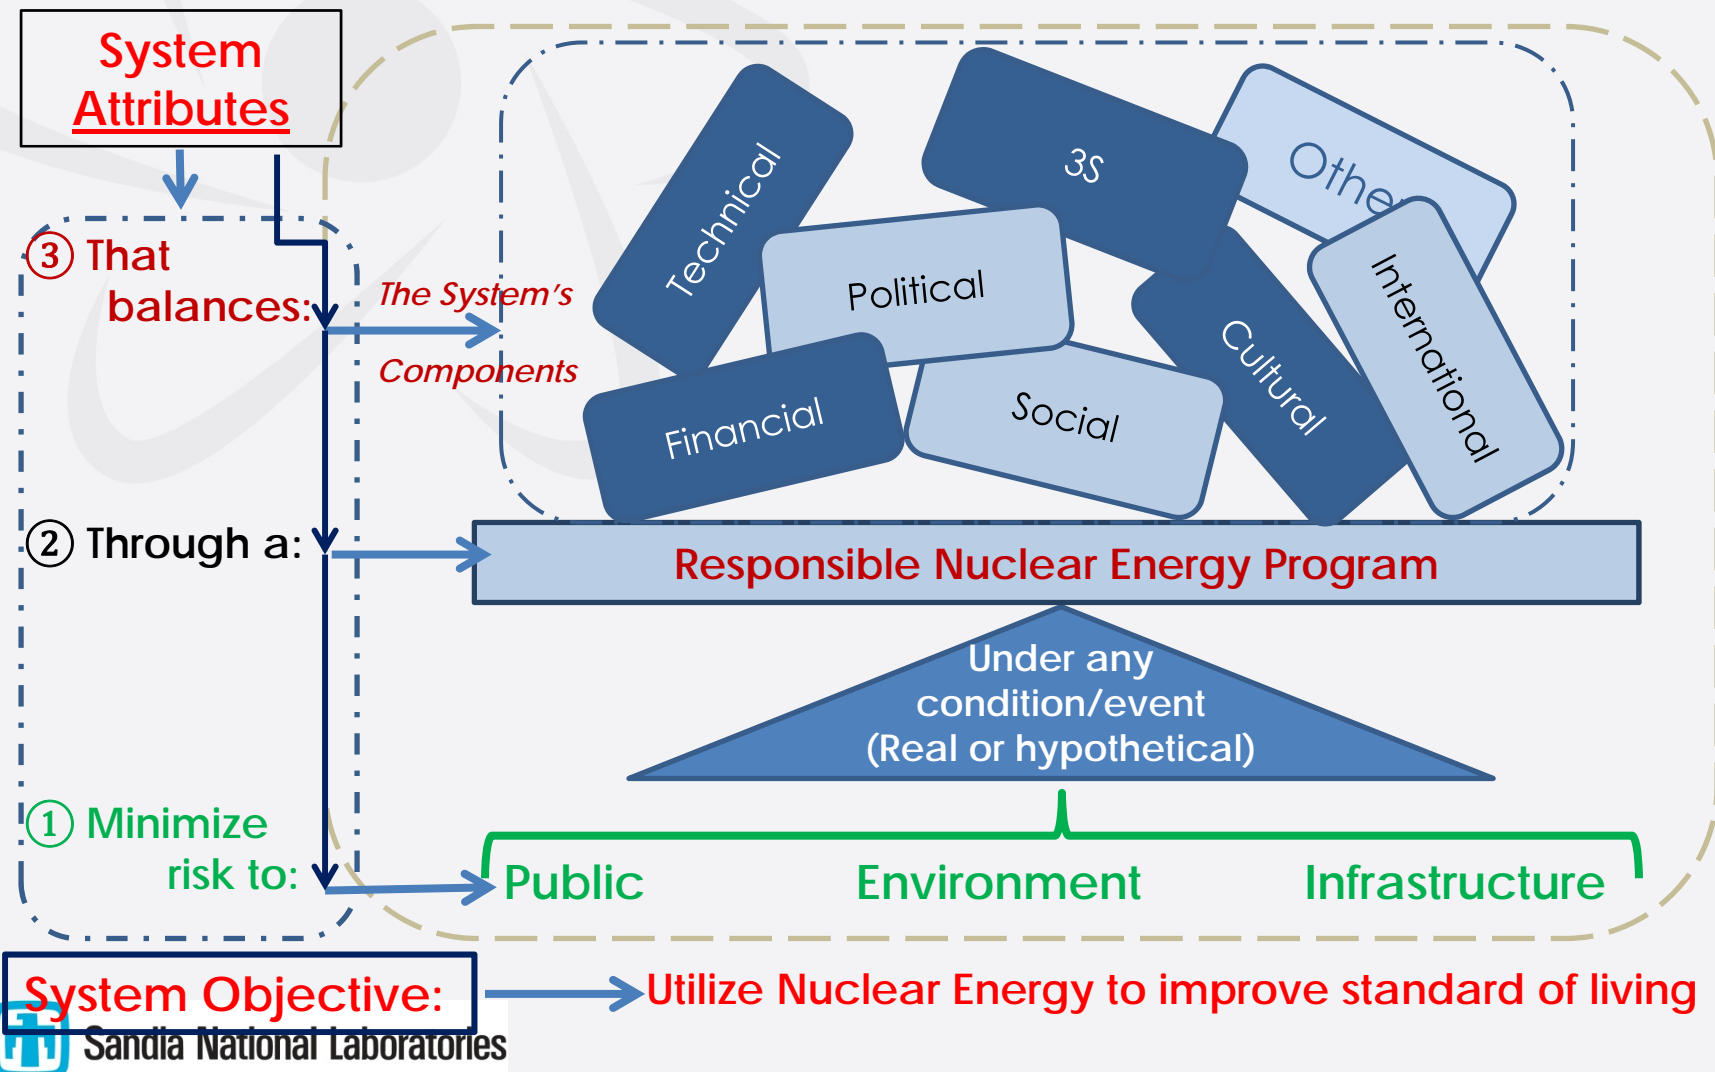 System
Attributes
③ That
balances:
The System's
Components
Technical
3S
Othe
Political
International
Cultural
Financial
Social
② Through a:
Responsible Nuclear Energy Program
Under any
condition/event
(Real or hypothetical)
① Minimize
risk to:
Public
Environment
Infrastructure
System Objective:
Utilize Nuclear Energy to improve standard of living
Sandia National Laboratories